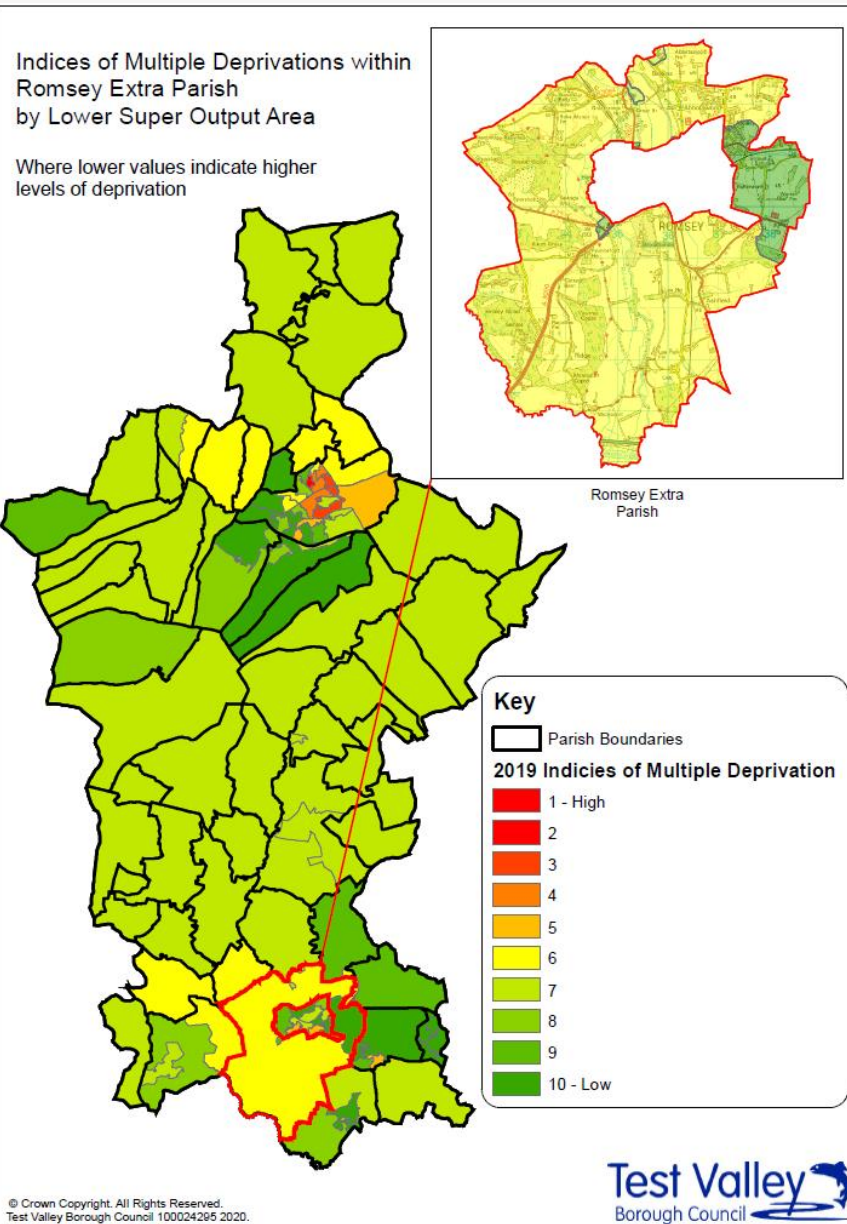 Indices of Multiple Deprivations within
Romsey Extra Parish
by Lower Super Output Area
Where lower values indicate higher
levels of deprivation
ROMSEY
Romsey Extra
Parish
Key
Parish Boundaries
2019 Indicies of Multiple Deprivation
1 - High
2
3
4
5
6
7
8
9
10 - Low
© Crown Copyright. All Rights Reserved.
Test Valley Borough Council 100024295 2020.
Test Valley
Borough Council